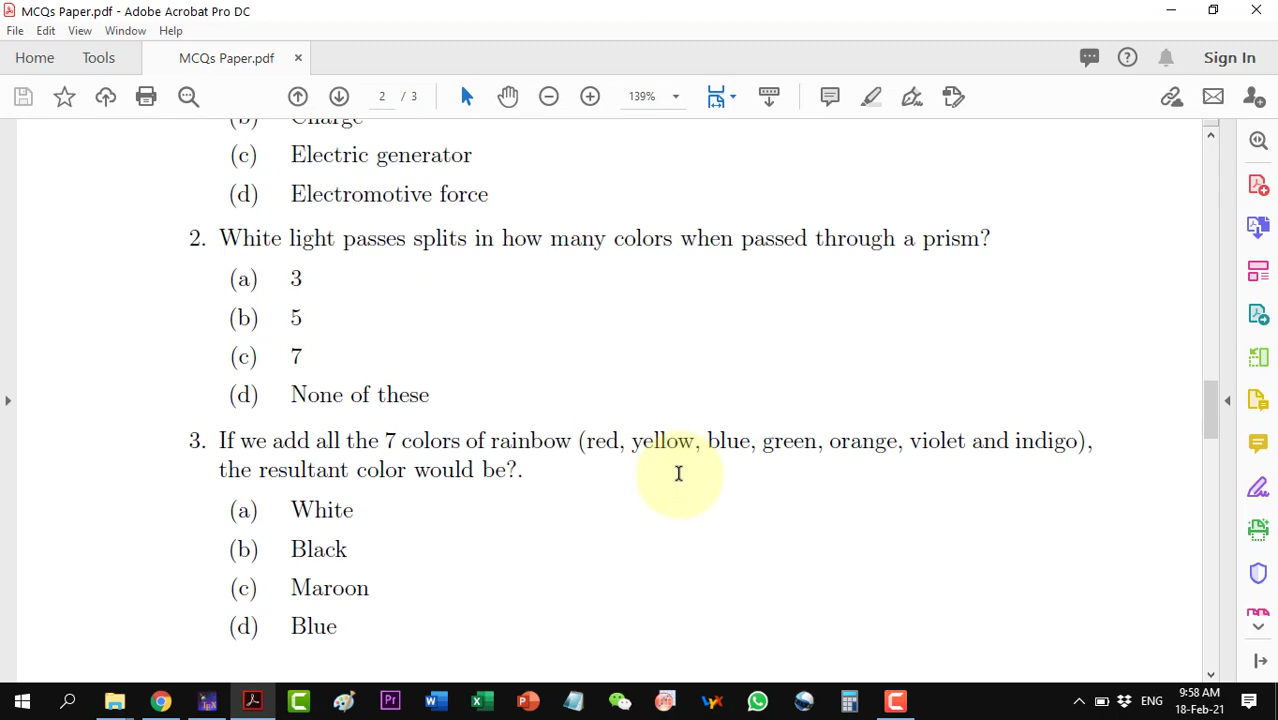 MCQs Paper.pdf - Adobe Acrobat Pro DC
File Edit View Window Help
Home Tools MCQs Paper.pdf × Sign In
2 / 3 139%
(b) Charge
(c) Electric generator
(d) Electromotive force
2. White light passes splits in how many colors when passed through a prism?
(a) 3
(b) 5
(c) 7
(d) None of these
3. If we add all the 7 colors of rainbow (red, yellow, blue, green, orange, violet and indigo),
the resultant color would be?.
(a) White
(b) Black
(c) Maroon
(d) Blue
ENG 9:58 AM
18-Feb-21